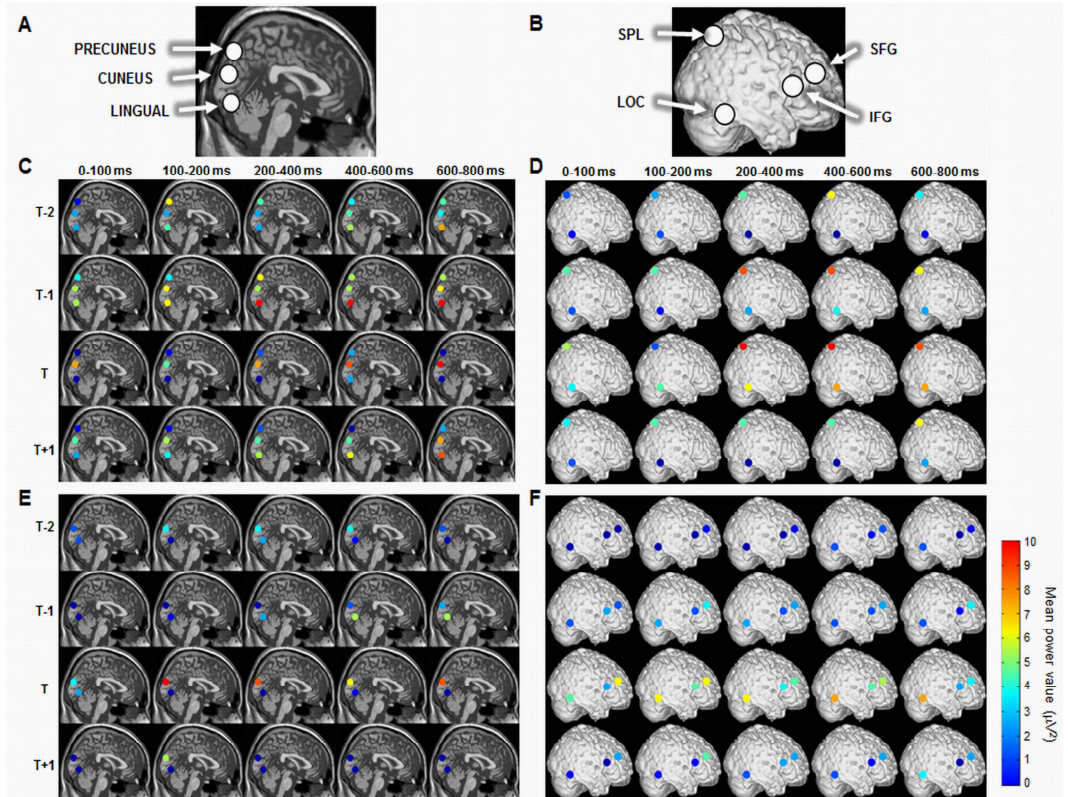 A
PRECUNEUS
CUNEUS
LINGUAL
B
SPL
SFG
LOC
IFG
C
0-100 ms 100-200 ms 200-400 ms 400-600 ms 600-800 ms
T-2
T-1
T
T+1
D
0-100 ms 100-200 ms 200-400 ms 400-600 ms 600-800 ms
E
T-2
T-1
T
T+1
F
10
9
8
7
6
5
4
3
2
1
0
Mean power value (μV²)